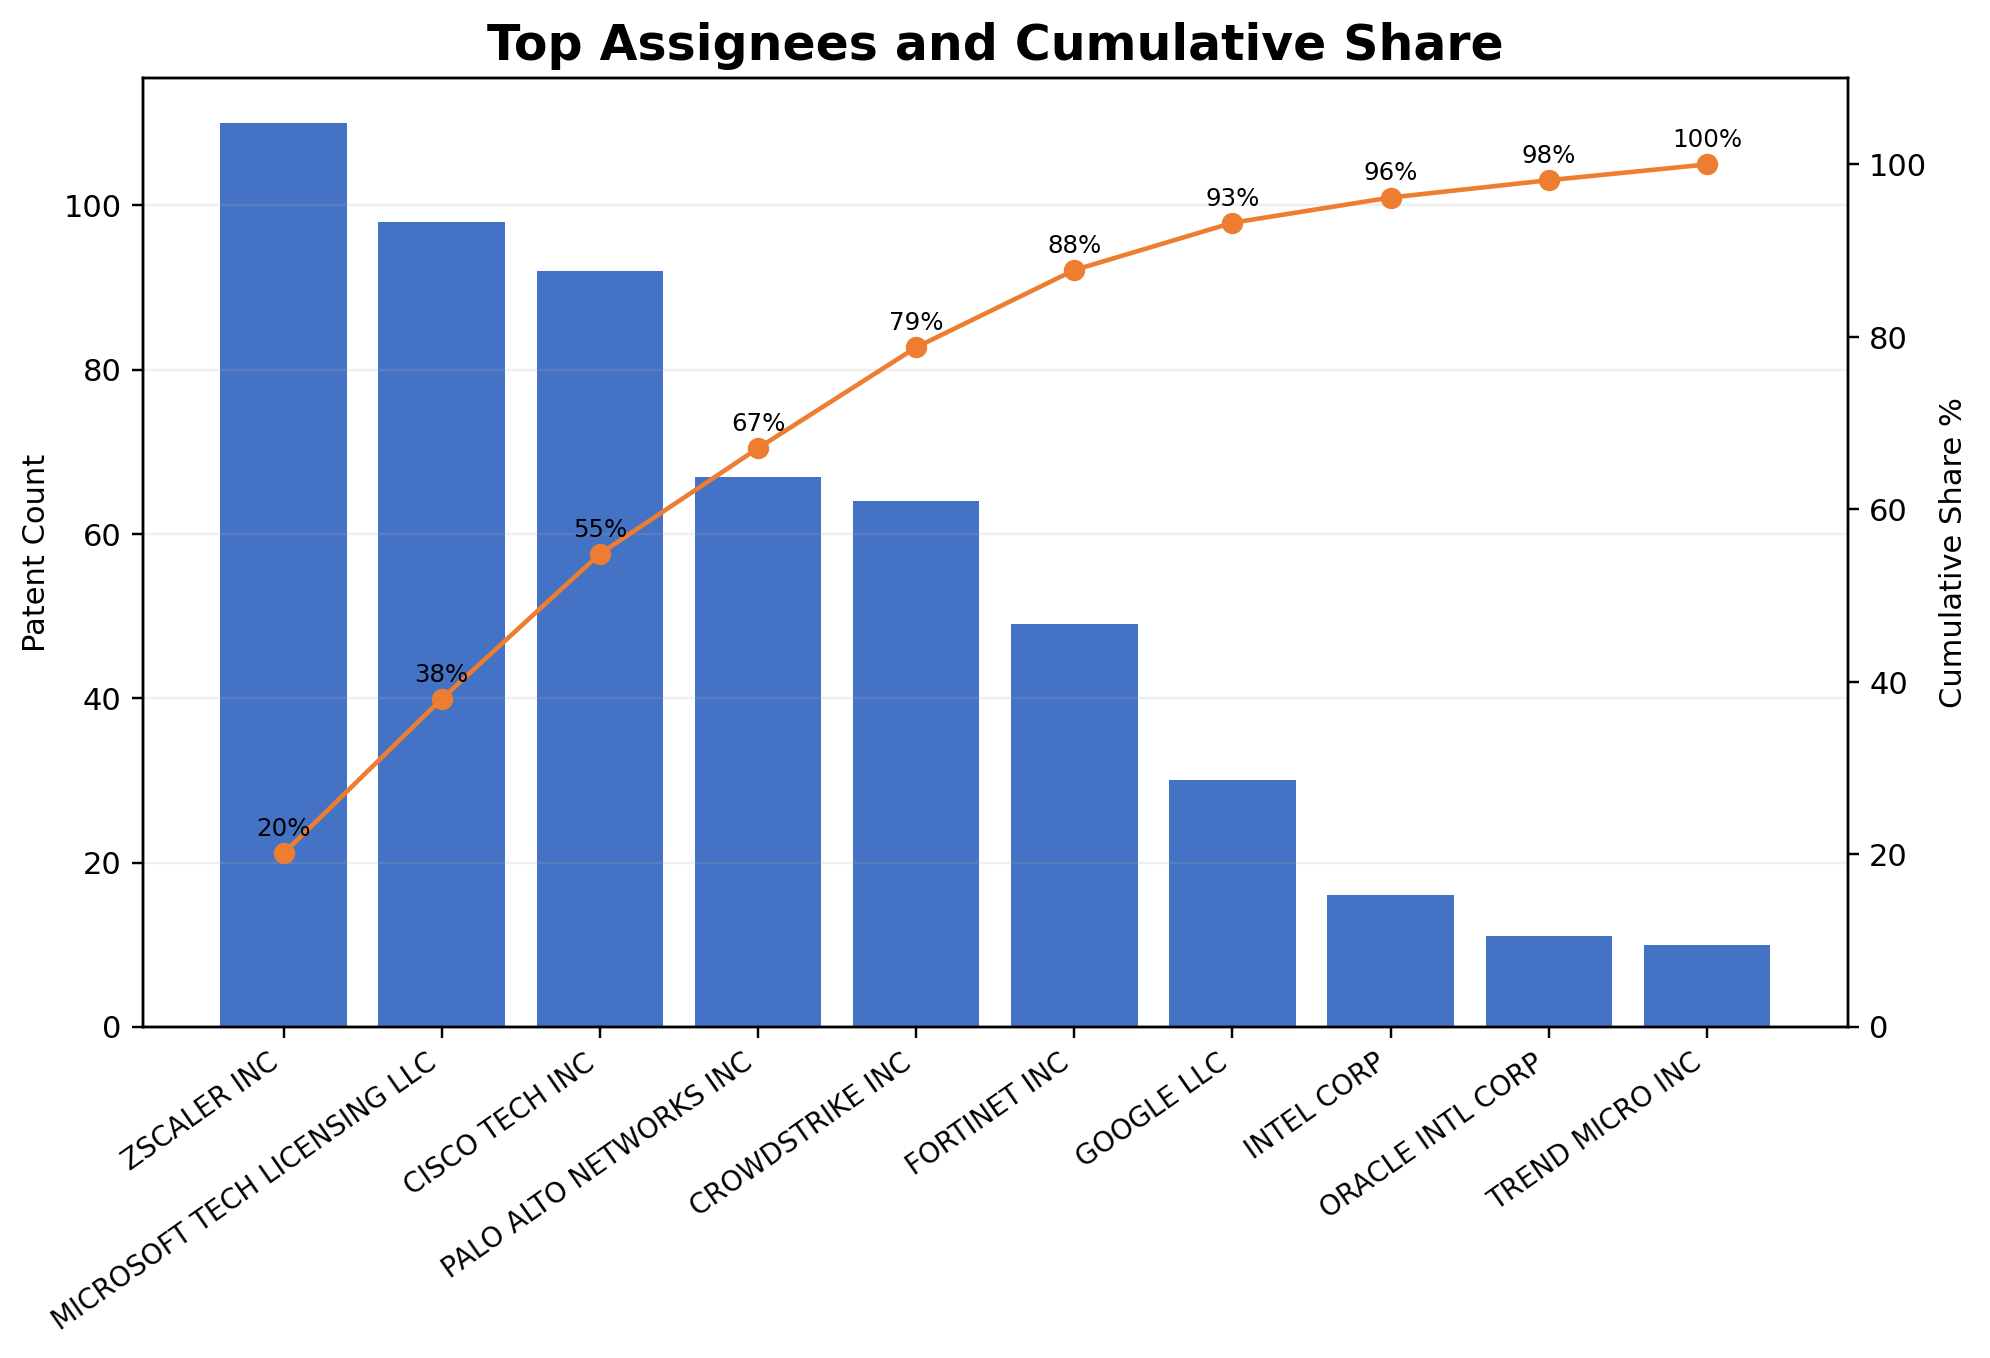 Top Assignees and Cumulative Share
Patent Count
100
80
60
40
20
0
20%
38%
55%
67%
79%
88%
93%
96%
98%
100%
100
80
60
40
20
0
Cumulative Share %
ZSCALER INC
MICROSOFT TECH LICENSING LLC
CISCO TECH INC
PALO ALTO NETWORKS INC
CROWDSTRIKE INC
FORTINET INC
GOOGLE LLC
INTEL CORP
ORACLE INTL CORP
TREND MICRO INC